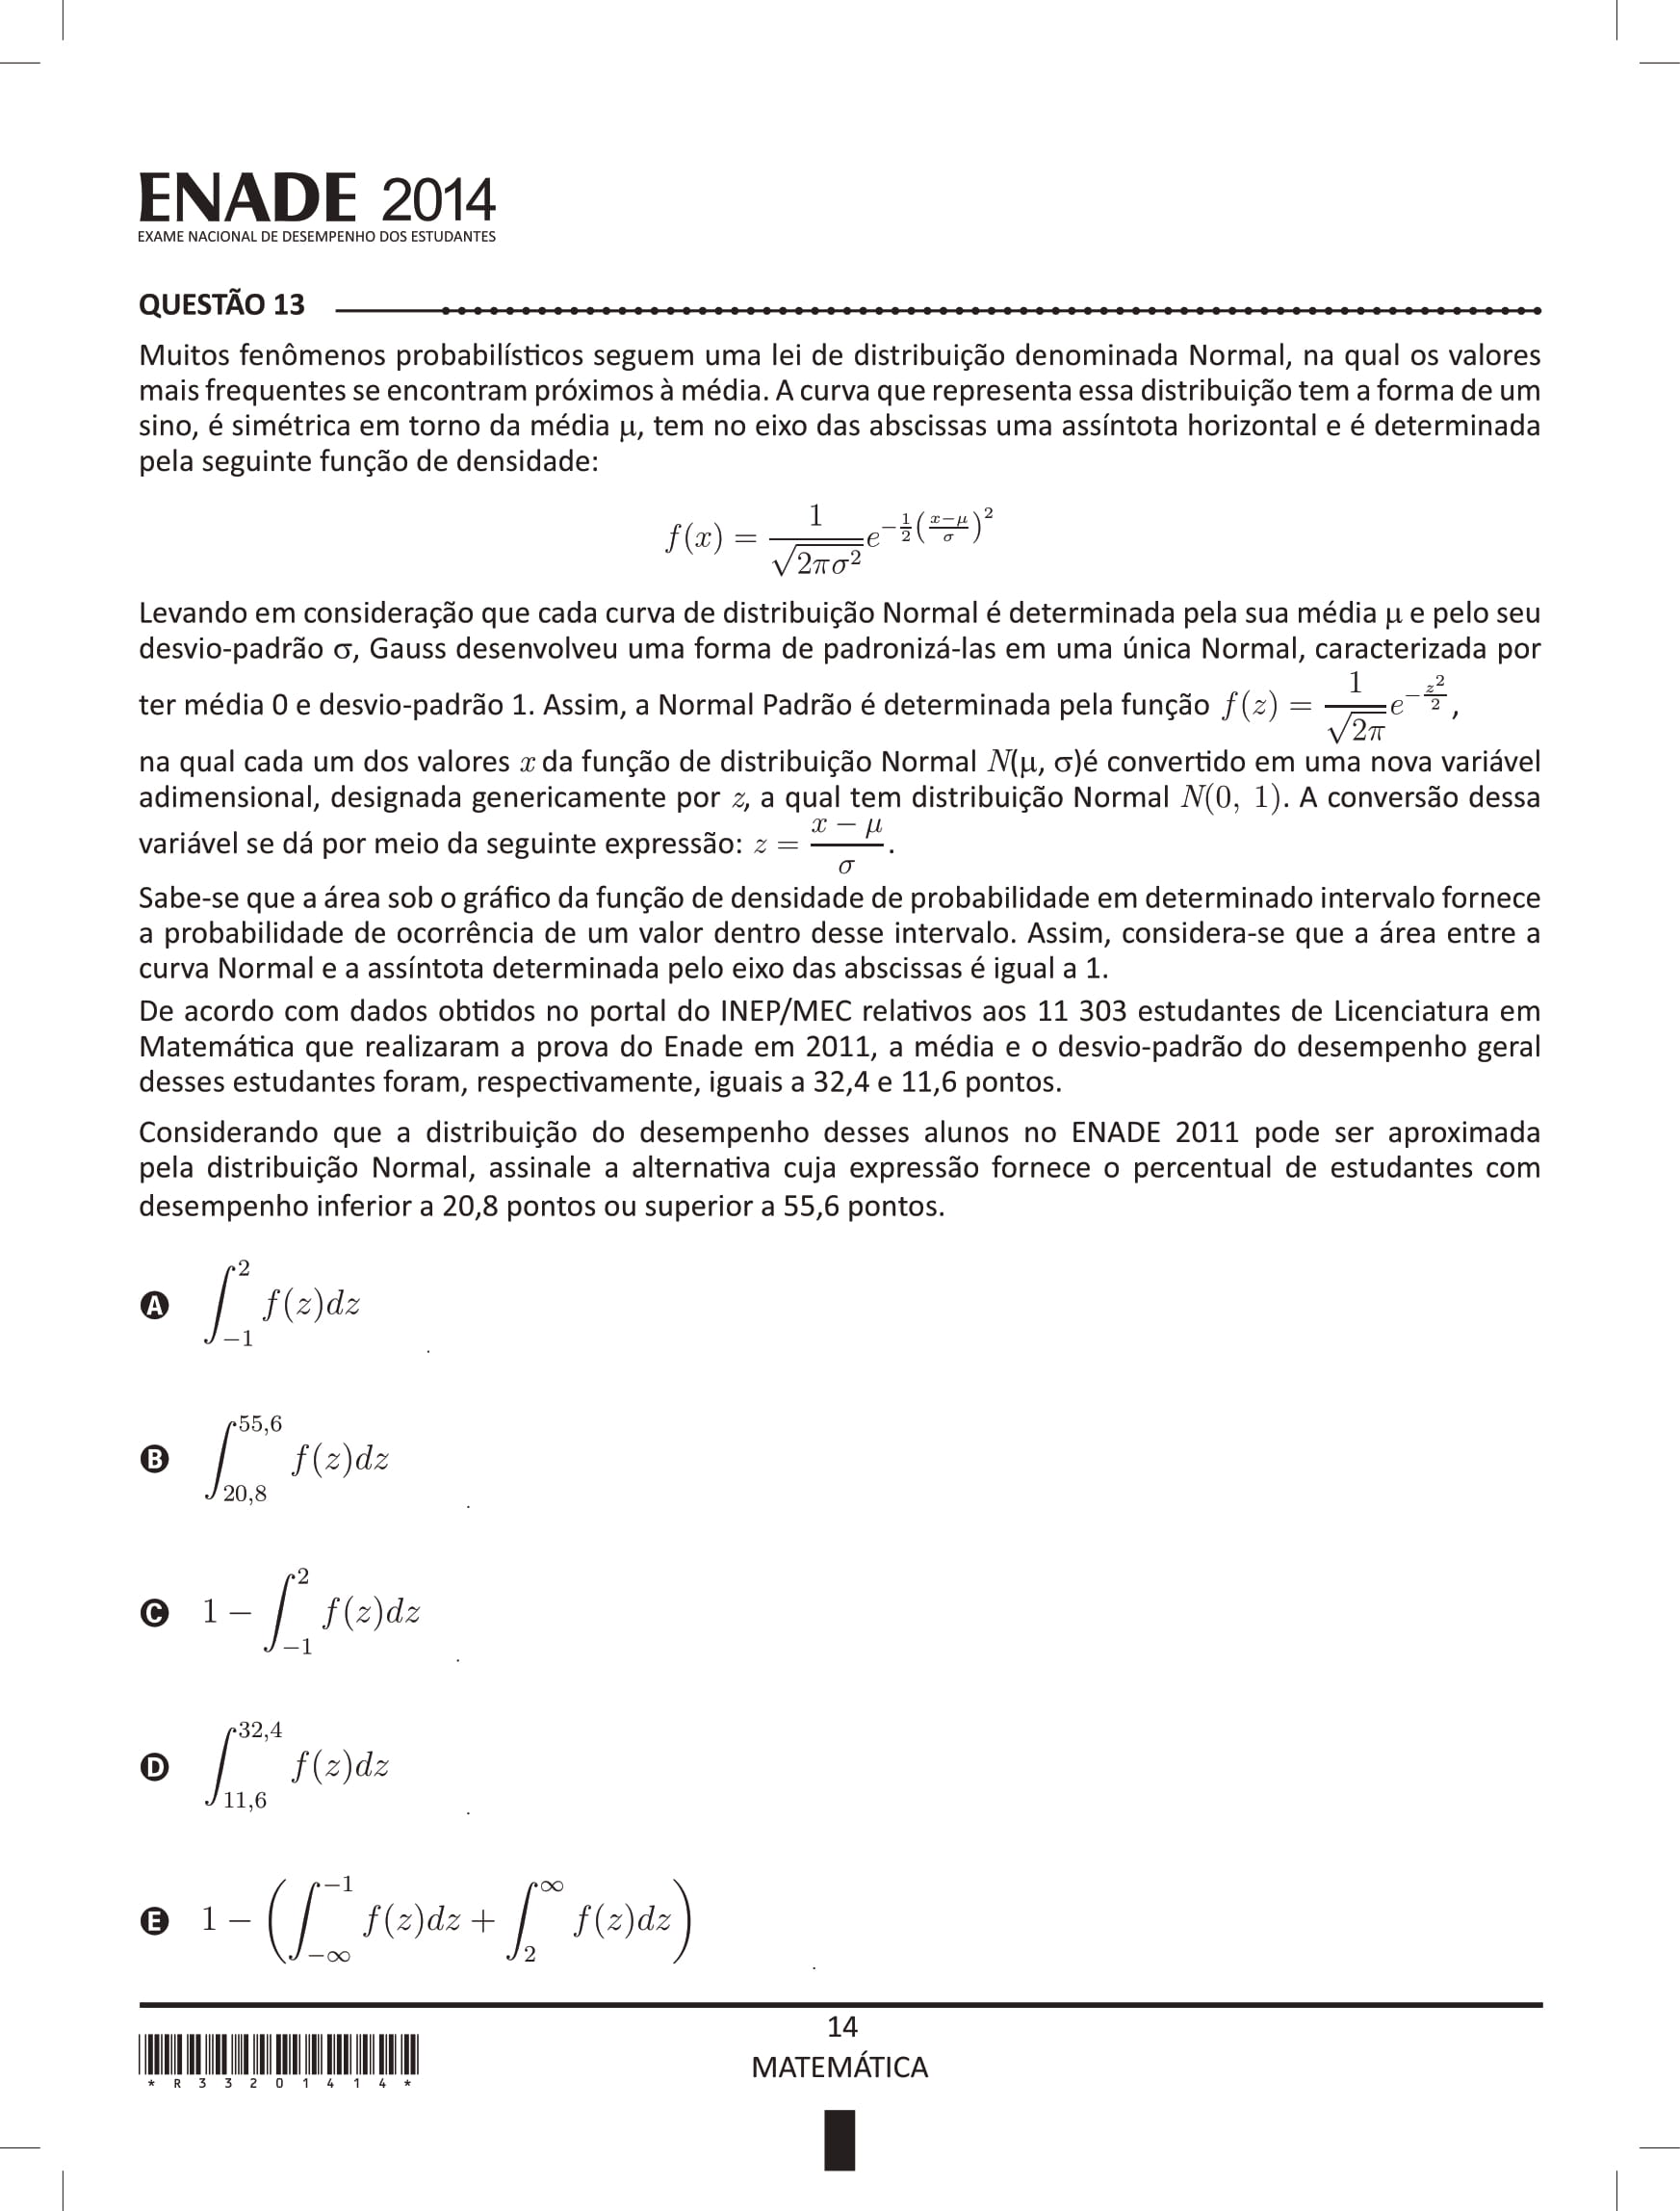 ENADE 2014
EXAME NACIONAL DE DESEMPENHO DOS ESTUDANTES
QUESTÃO 13
Muitos fenômenos probabilísticos seguem uma lei de distribuição denominada Normal, na qual os valores
mais frequentes se encontram próximos à média. A curva que representa essa distribuição tem a forma de um
sino, é simétrica em torno da média μ, tem no eixo das abscissas uma assíntota horizontal e é determinada
pela seguinte função de densidade:
$f(x) = \frac{1}{\sqrt{2\pi\sigma^2}} e^{-\frac{1}{2}\left(\frac{x-\mu}{\sigma}\right)^2}$
Levando em consideração que cada curva de distribuição Normal é determinada pela sua média μ e pelo seu
desvio-padrão σ, Gauss desenvolveu uma forma de padronizá-las em uma única Normal, caracterizada por
ter média 0 e desvio-padrão 1. Assim, a Normal Padrão é determinada pela função $f(z) = \frac{1}{\sqrt{2\pi}} e^{-\frac{z^2}{2}}$,
na qual cada um dos valores x da função de distribuição Normal N(μ, σ)é convertido em uma nova variável
adimensional, designada genericamente por z, a qual tem distribuição Normal N(0, 1). A conversão dessa
variável se dá por meio da seguinte expressão: $z = \frac{x - \mu}{\sigma}$.
Sabe-se que a área sob o gráfico da função de densidade de probabilidade em determinado intervalo fornece
a probabilidade de ocorrência de um valor dentro desse intervalo. Assim, considera-se que a área entre a
curva Normal e a assíntota determinada pelo eixo das abscissas é igual a 1.
De acordo com dados obtidos no portal do INEP/MEC relativos aos 11 303 estudantes de Licenciatura em
Matemática que realizaram a prova do Enade em 2011, a média e o desvio-padrão do desempenho geral
desses estudantes foram, respectivamente, iguais a 32,4 e 11,6 pontos.
Considerando que a distribuição do desempenho desses alunos no ENADE 2011 pode ser aproximada
pela distribuição Normal, assinale a alternativa cuja expressão fornece o percentual de estudantes com
desempenho inferior a 20,8 pontos ou superior a 55,6 pontos.
A $\int_{-1}^{2} f(z)dz$ .
B $\int_{20,8}^{55,6} f(z)dz$ .
C $1 - \int_{-1}^{2} f(z)dz$ .
D $\int_{11,6}^{32,4} f(z)dz$ .
E $1 - \left(\int_{-\infty}^{-1} f(z)dz + \int_{2}^{\infty} f(z)dz\right)$ .
14
MATEMÁTICA
* R 3 3 2 0 1 4 1 4 *